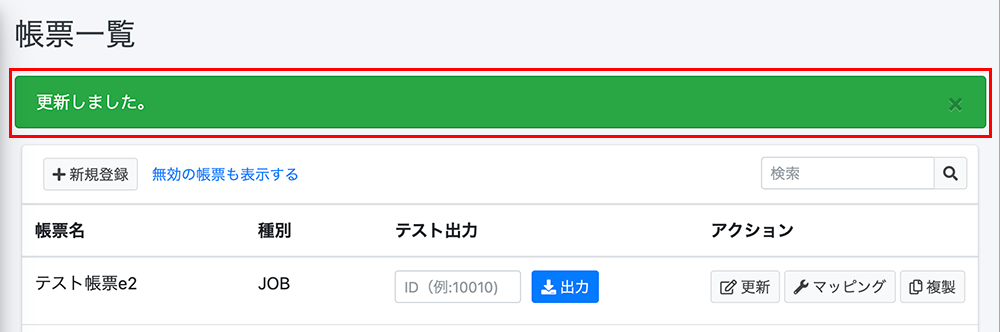 帳票一覧
更新しました。 ×
新規登録 無効の帳票も表示する 検索
帳票名 種別 テスト出力 アクション
テスト帳票e2 JOB ID（例:10010) 出力 更新 マッピング 複製